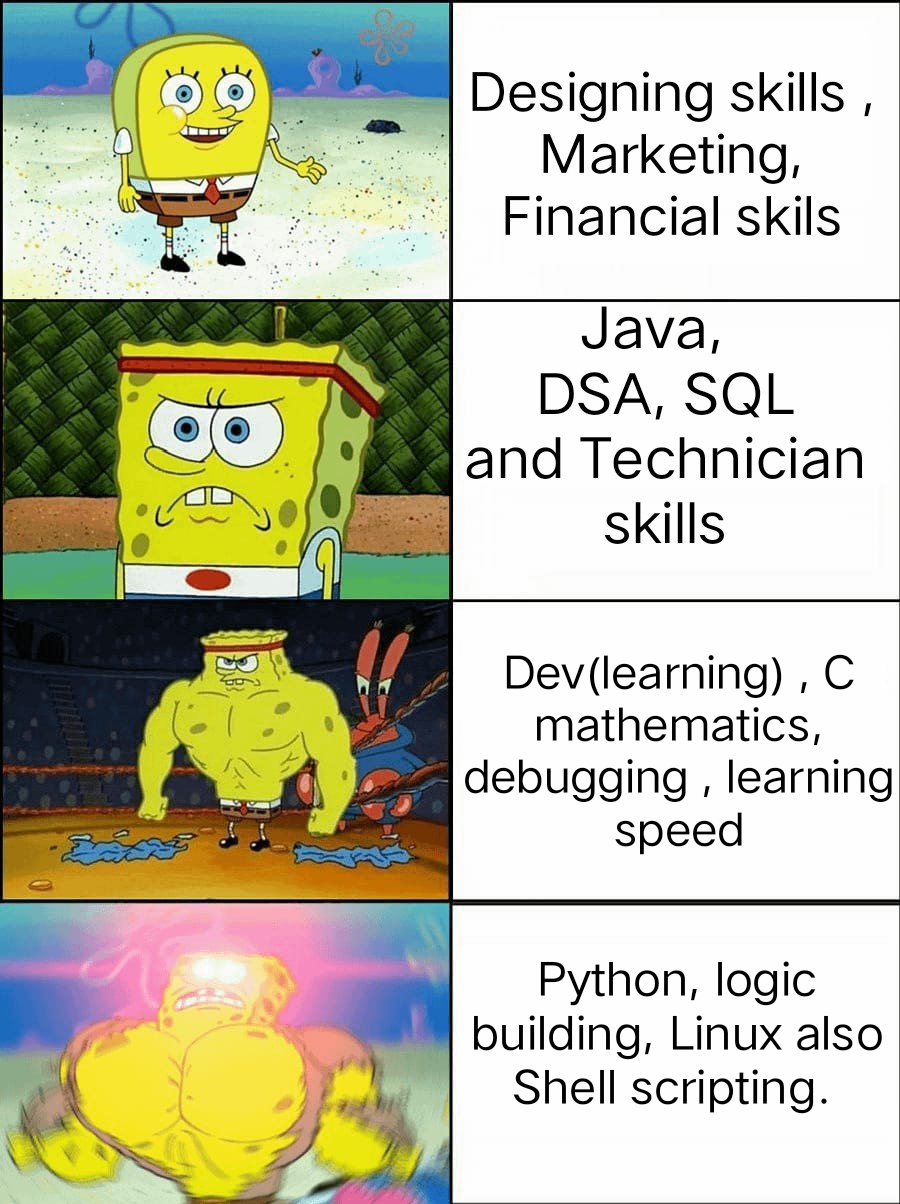 Designing skills ,
Marketing,
Financial skils
Java,
DSA, SQL
and Technician
skills
Dev(learning) , C
mathematics,
debugging , learning
speed
Python, logic
building, Linux also
Shell scripting.